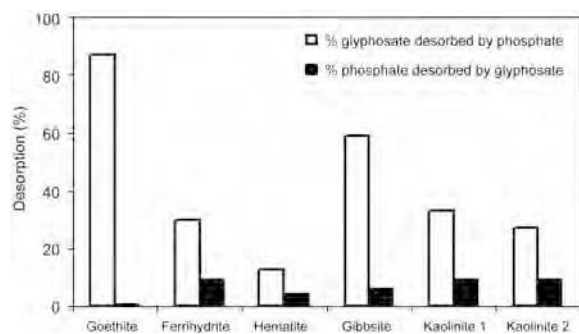 100
% glyphosate desorbed by phosphate
% phosphate desorbed by glyphosate
80
60
40
20
0
Desorption (%)
Goethite Ferrihydrite Hematite Gibbsite Kaolinite 1 Kaolinite 2